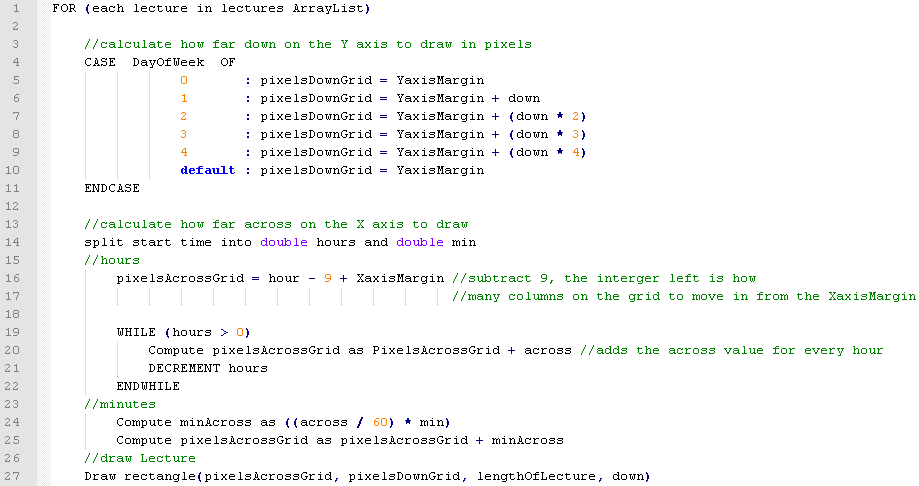 1 FOR (each lecture in lectures ArrayList)
2
3 //calculate how far down on the Y axis to draw in pixels
4 CASE DayOfWeek OF
5 0 : pixelsDownGrid = YaxisMargin
6 1 : pixelsDownGrid = YaxisMargin + down
7 2 : pixelsDownGrid = YaxisMargin + (down * 2)
8 3 : pixelsDownGrid = YaxisMargin + (down * 3)
9 4 : pixelsDownGrid = YaxisMargin + (down * 4)
10 default : pixelsDownGrid = YaxisMargin
11 ENDCASE
12
13 //calculate how far across on the X axis to draw
14 split start time into double hours and double min
15 //hours
16 pixelsAcrossGrid = hour - 9 + XaxisMargin //subtract 9, the interger left is how
17 //many columns on the grid to move in from the XaxisMargin
18
19 WHILE (hours > 0)
20 Compute pixelsAcrossGrid as PixelsAcrossGrid + across //adds the across value for every hour
21 DECREMENT hours
22 ENDWHILE
23 //minutes
24 Compute minAcross as ((across / 60) * min)
25 Compute pixelsAcrossGrid as pixelsAcrossGrid + minAcross
26 //draw Lecture
27 Draw rectangle(pixelsAcrossGrid, pixelsDownGrid, lengthOfLecture, down)